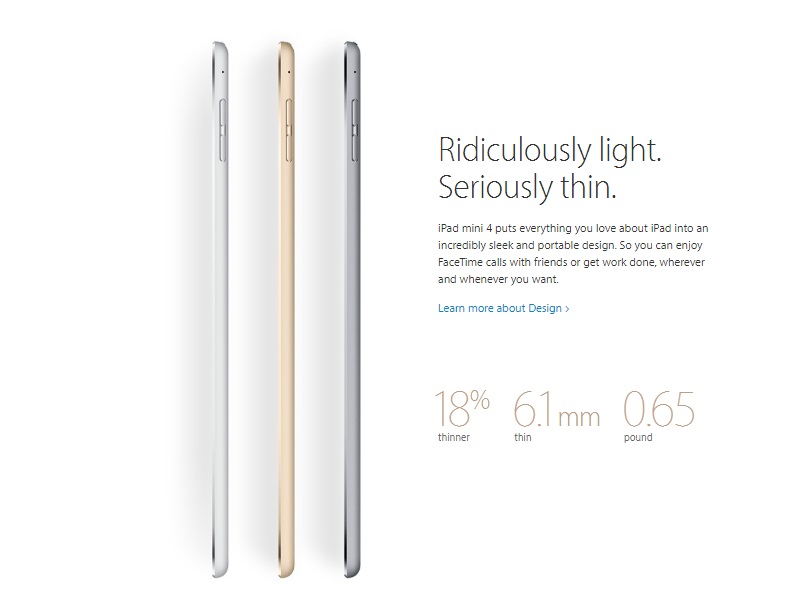 Ridiculously light.
Seriously thin.
iPad mini 4 puts everything you love about iPad into an
incredibly sleek and portable design. So you can enjoy
FaceTime calls with friends or get work done, wherever
and whenever you want.
Learn more about Design ›
18% 6.1 mm 0.65
thinner thin pound